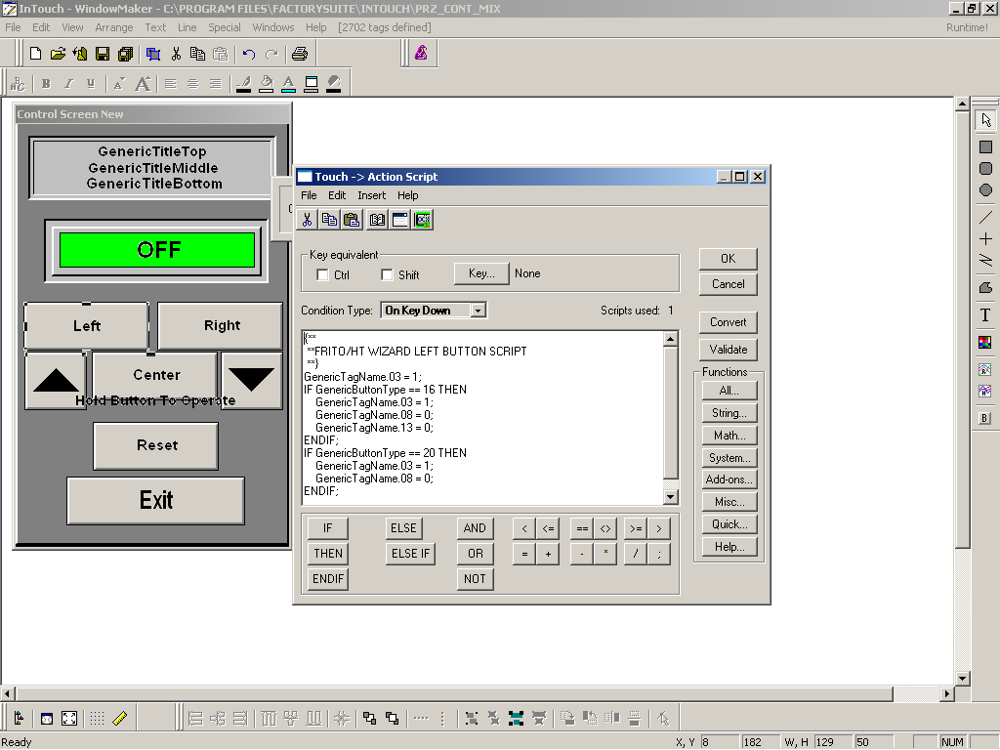 InTouch - WindowMaker - C:\PROGRAM FILES\FACTORYSUITE\INTOUCH\PRZ_CONT_MIX
File Edit View Arrange Text Line Special Windows Help [2702 tags defined] Runtime!
Control Screen New
GenericTitleTop
GenericTitleMiddle
GenericTitleBottom
OFF
Left
Right
Center
Hold Button To Operate
Reset
Exit
Touch -> Action Script
File Edit Insert Help
Key equivalent
Ctrl Shift Key... None
Condition Type: On Key Down Scripts used: 1
{**
**FRITO/HT WIZARD LEFT BUTTON SCRIPT
**}
GenericTagName.03 = 1;
IF GenericButtonType == 16 THEN
GenericTagName.03 = 1;
GenericTagName.08 = 0;
GenericTagName.13 = 0;
ENDIF;
IF GenericButtonType == 20 THEN
GenericTagName.03 = 1;
GenericTagName.08 = 0;
ENDIF;
OK
Cancel
Convert
Validate
Functions
All...
String...
Math...
System...
Add-ons...
Misc...
Quick...
Help...
IF ELSE AND < <= == <> >= >
THEN ELSE IF OR = + - * / ;
ENDIF NOT
Ready X, Y 8 182 W, H 129 50 NUM